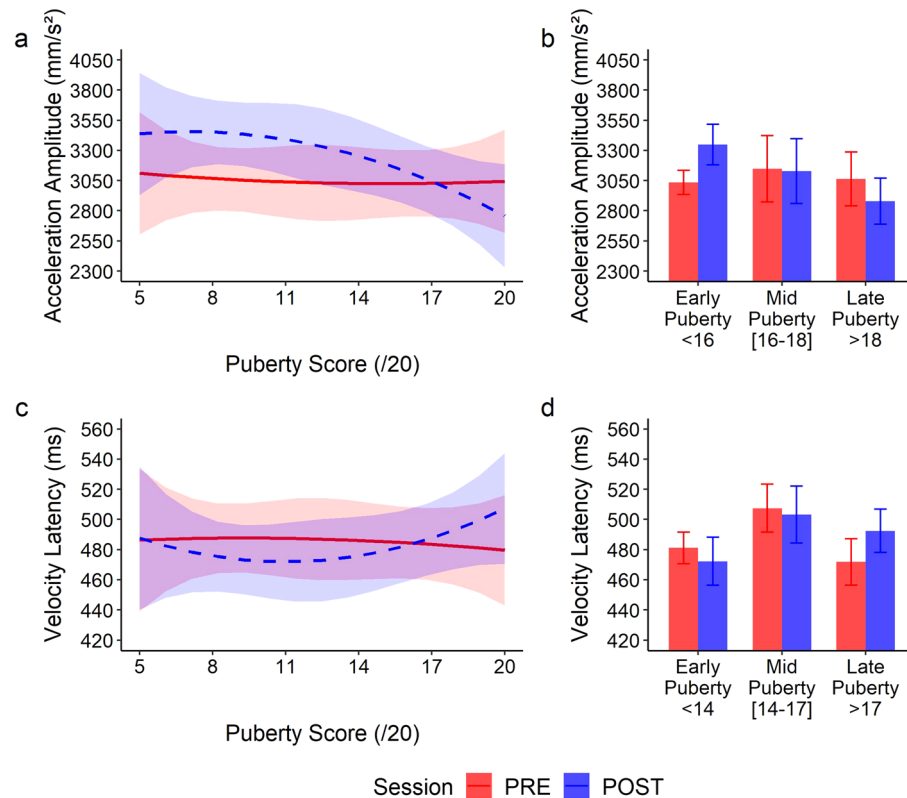 a
Acceleration Amplitude (mm/s²)
4050
3800
3550
3300
3050
2800
2550
2300
5
8
11
14
17
20
Puberty Score (/20)
b
Acceleration Amplitude (mm/s²)
4050
3800
3550
3300
3050
2800
2550
2300
Early
Puberty
<16
Mid
Puberty
[16-18]
Late
Puberty
>18
c
Velocity Latency (ms)
560
540
520
500
480
460
440
420
5
8
11
14
17
20
Puberty Score (/20)
d
Velocity Latency (ms)
560
540
520
500
480
460
440
420
Early
Puberty
<14
Mid
Puberty
[14-17]
Late
Puberty
>17
Session PRE POST